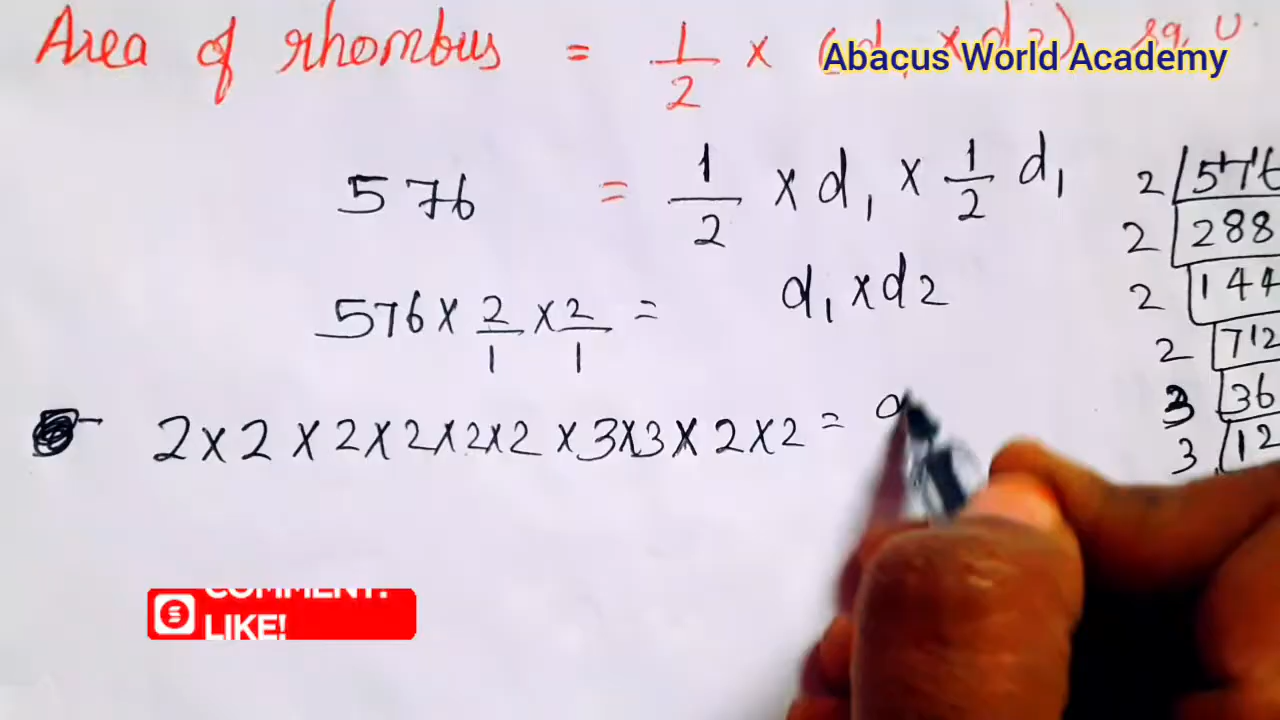 Area of rhombus = 1/2 × (d × d2) sq. u.
Abacus World Academy
576 = 1/2 × d₁ × 1/2 d₁
576 × 2/1 × 2/1 = d₁ × d2
2 × 2 × 2 × 2 × 2 × 2 × 3 × 3 × 2 × 2 = d
2 576
2 288
2 144
2 712
3 36
3 12
COMMENT!
LIKE!